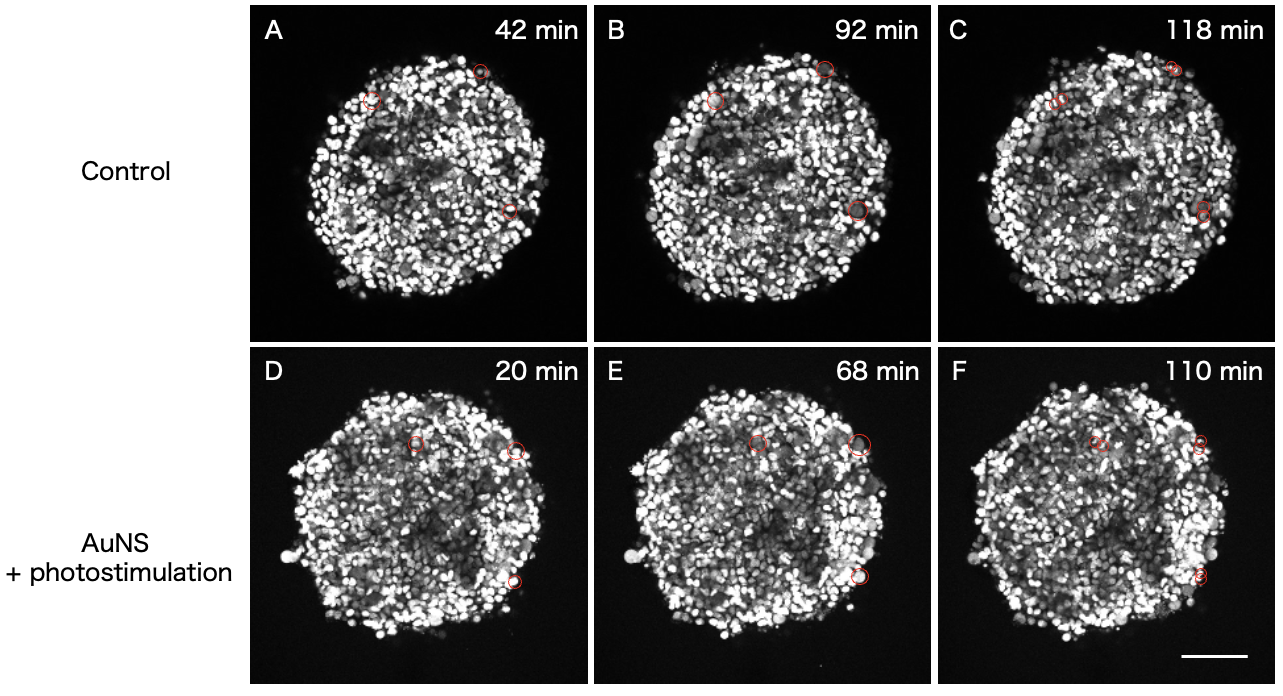 A 42 min
B 92 min
C 118 min
Control
D 20 min
E 68 min
F 110 min
AuNS
+ photostimulation